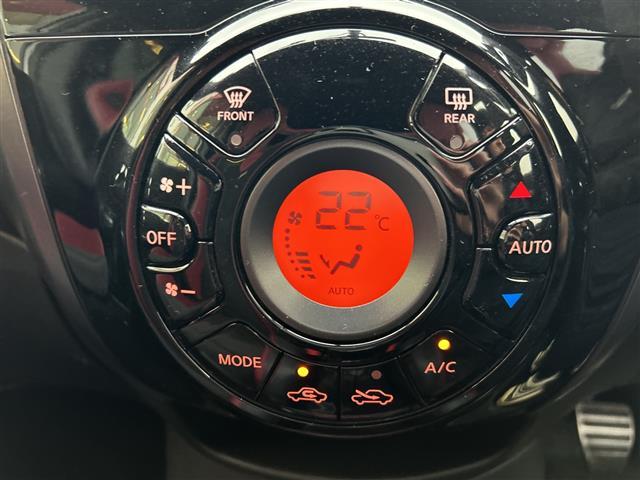 FRONT
REAR
22°C
OFF
AUTO
AUTO
MODE
A/C